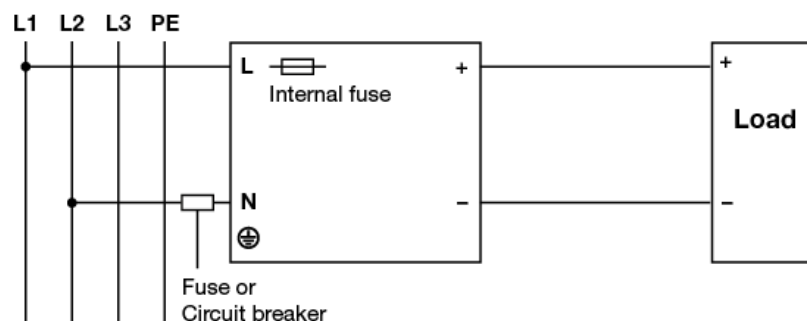 L1 L2 L3 PE
L + +
Internal fuse
Load
N − −
Fuse or
Circuit breaker